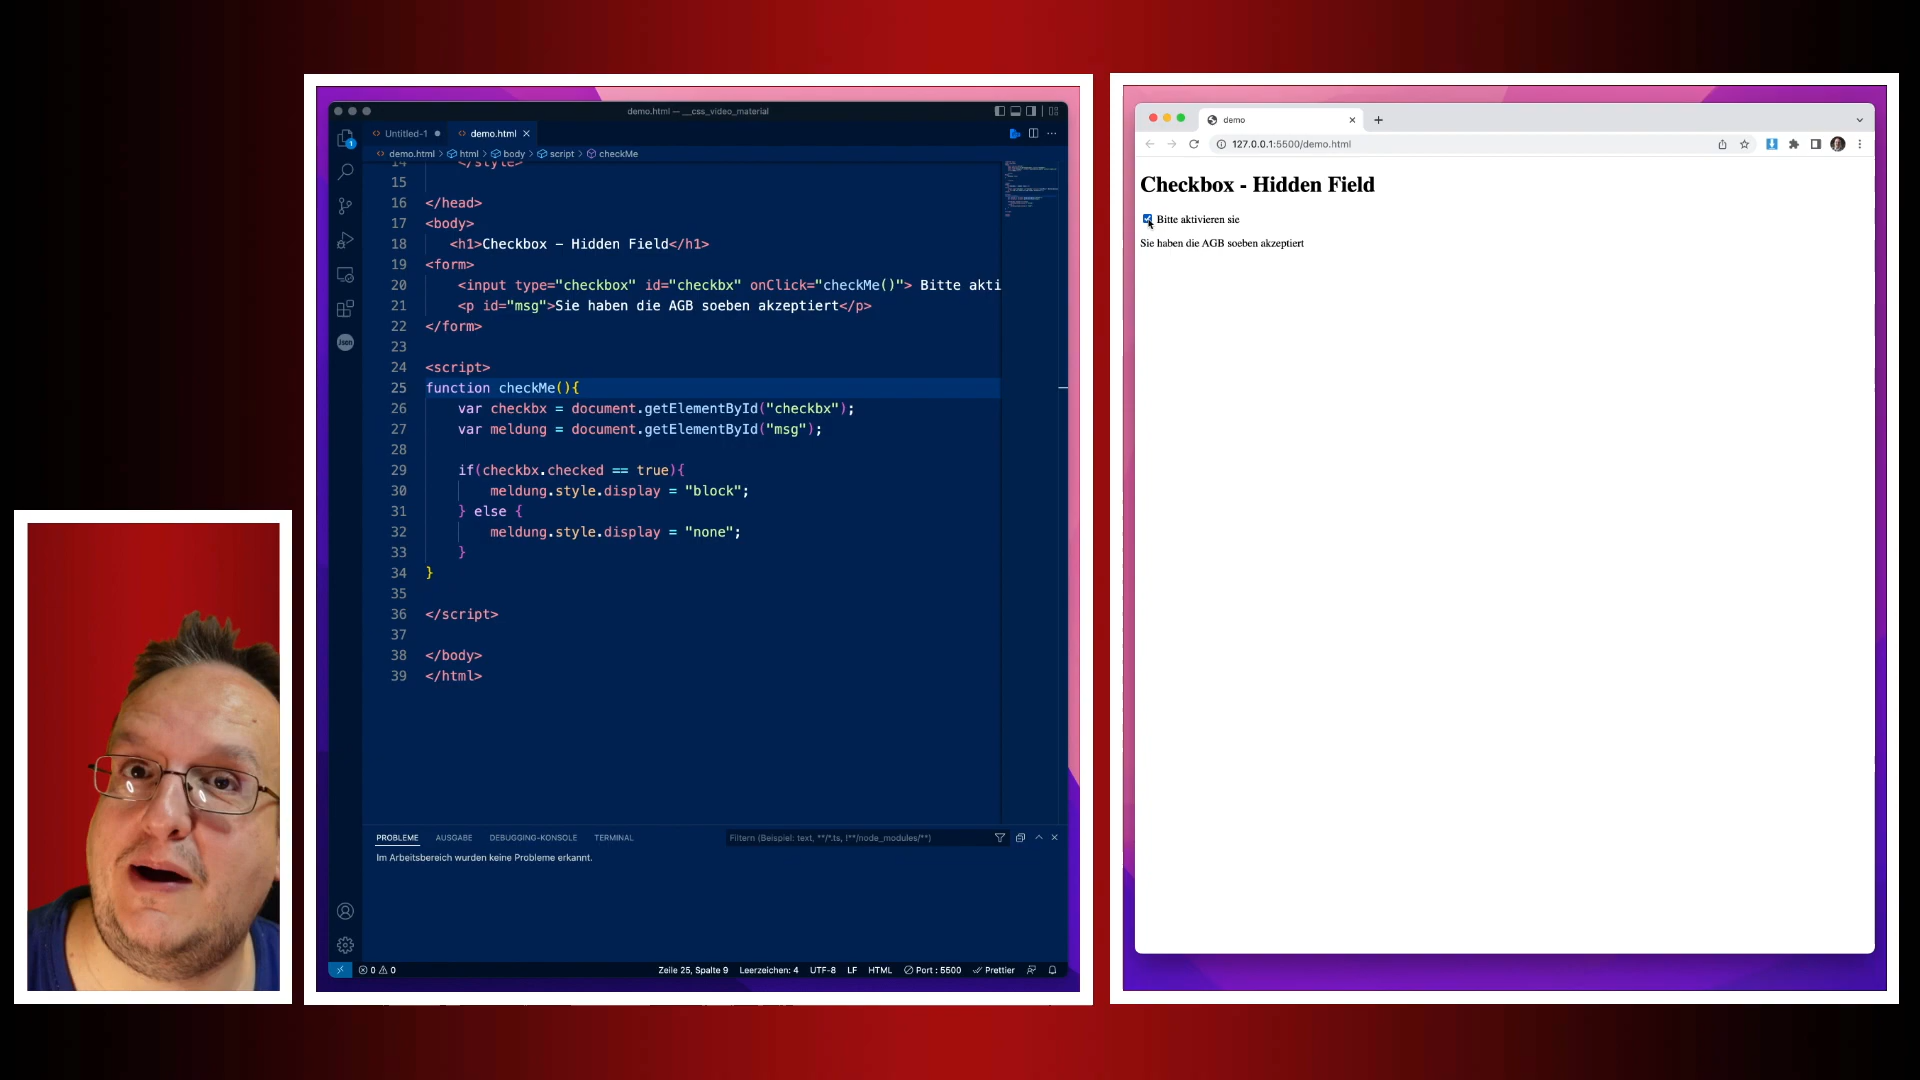 demo.html — __css_video_material
Untitled-1
demo.html
demo.html > html > body > script > checkMe
14 </style>
15
16 </head>
17 <body>
18 <h1>Checkbox - Hidden Field</h1>
19 <form>
20 <input type="checkbox" id="checkbx" onClick="checkMe()"> Bitte akti
21 <p id="msg">Sie haben die AGB soeben akzeptiert</p>
22 </form>
23
24 <script>
25 function checkMe(){
26 var checkbx = document.getElementById("checkbx");
27 var meldung = document.getElementById("msg");
28
29 if(checkbx.checked == true){
30 meldung.style.display = "block";
31 } else {
32 meldung.style.display = "none";
33 }
34 }
35
36 </script>
37
38 </body>
39 </html>
1
Json
PROBLEME AUSGABE DEBUGGING-KONSOLE TERMINAL
Filtern (Beispiel: text, **/*.ts, !**/node_modules/**)
Im Arbeitsbereich wurden keine Probleme erkannt.
0 0 Zeile 25, Spalte 9 Leerzeichen: 4 UTF-8 LF HTML Port : 5500 Prettier
demo
127.0.0.1:5500/demo.html
Checkbox - Hidden Field
Bitte aktivieren sie
Sie haben die AGB soeben akzeptiert